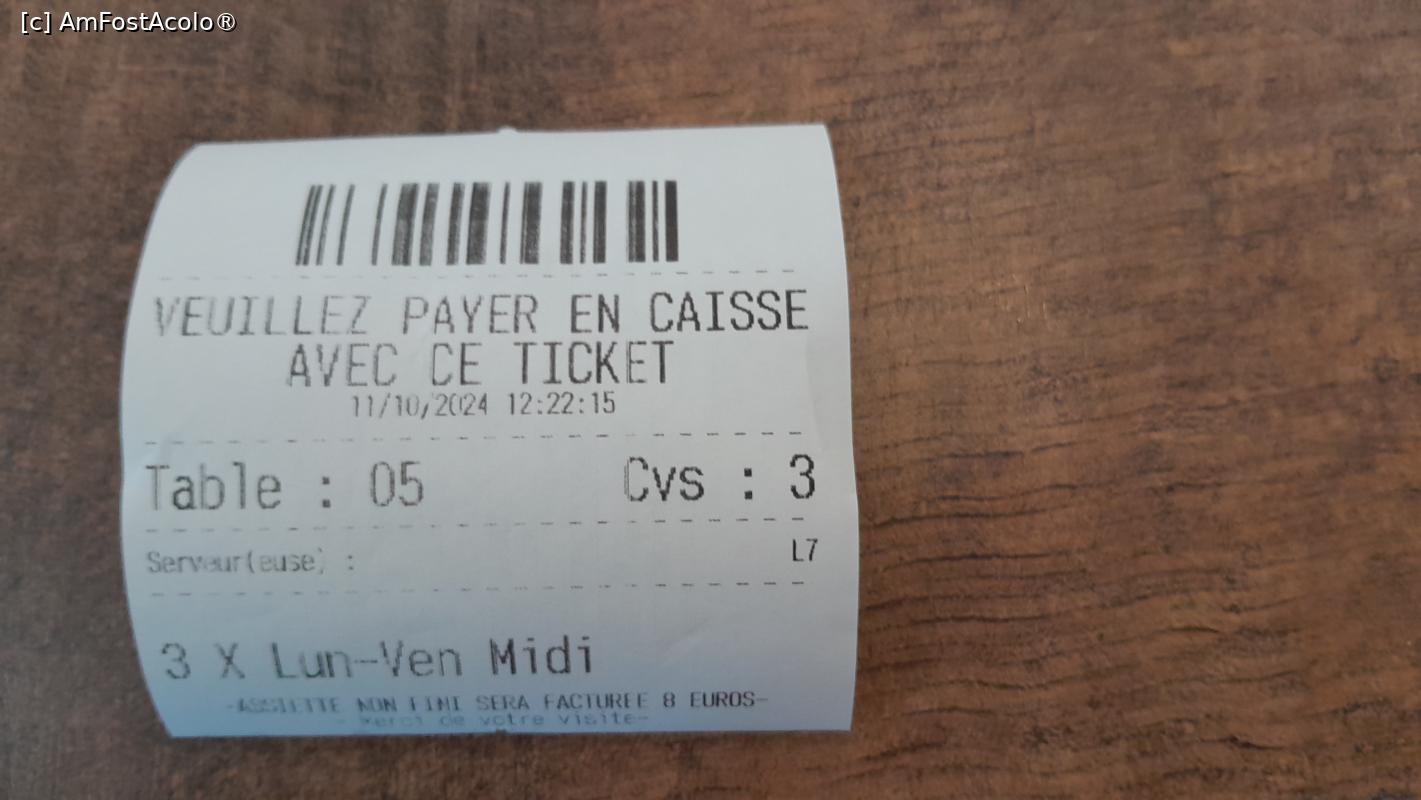 [c] AmFostAcolo®
VEUILLEZ PAYER EN CAISSE
AVEC CE TICKET
11/10/2024 12:22:15
Table : 05 Cvs : 3
Serveur(euse) : L7
3 X Lun-Ven Midi
-ASSIETTE NON FINI SERA FACTUREE 8 EUROS-
- Merci de votre visite-